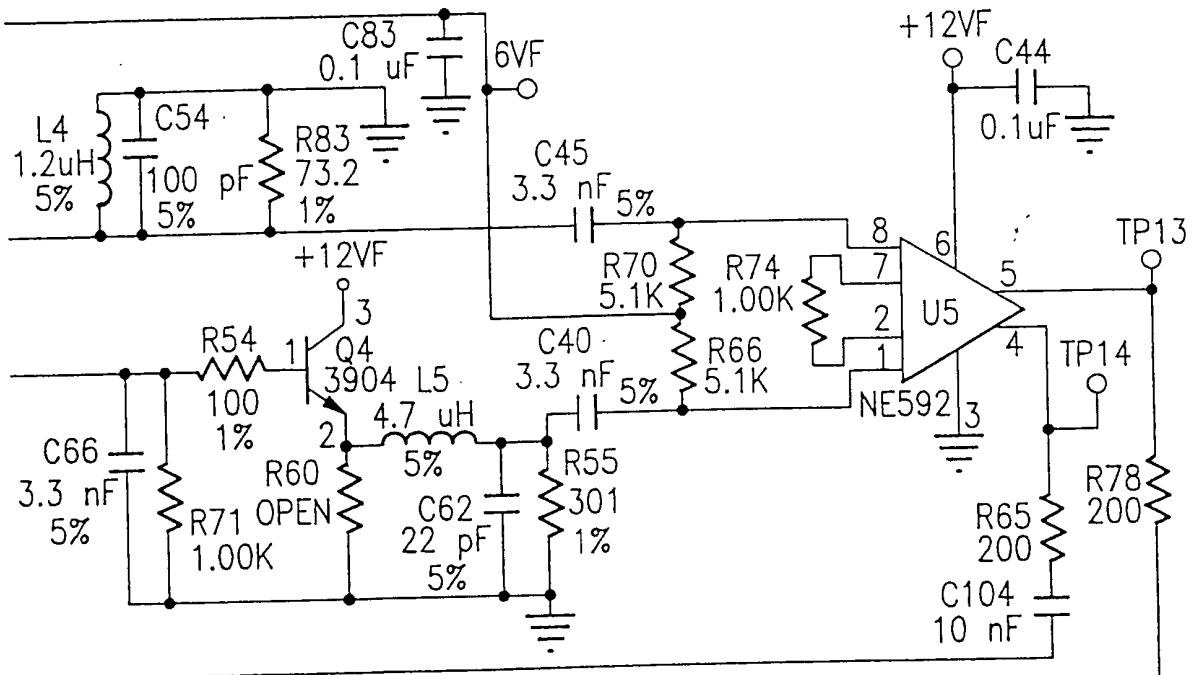 C83
0.1 uF
6VF
+12VF
C44
0.1uF
L4
1.2uH
5%
C54
100 pF
5%
R83
73.2
1%
C45
3.3 nF
5%
TP13
+12VF
3
R70
5.1K
R74
1.00K
8
7
6
5
2
1
4
U5
NE592
3
TP14
R54
100
1%
1
Q4
3904
2
L5
4.7 uH
5%
C40
3.3 nF
5%
R66
5.1K
C66
3.3 nF
5%
R71
1.00K
R60
OPEN
C62
22 pF
5%
R55
301
1%
R65
200
R78
200
C104
10 nF